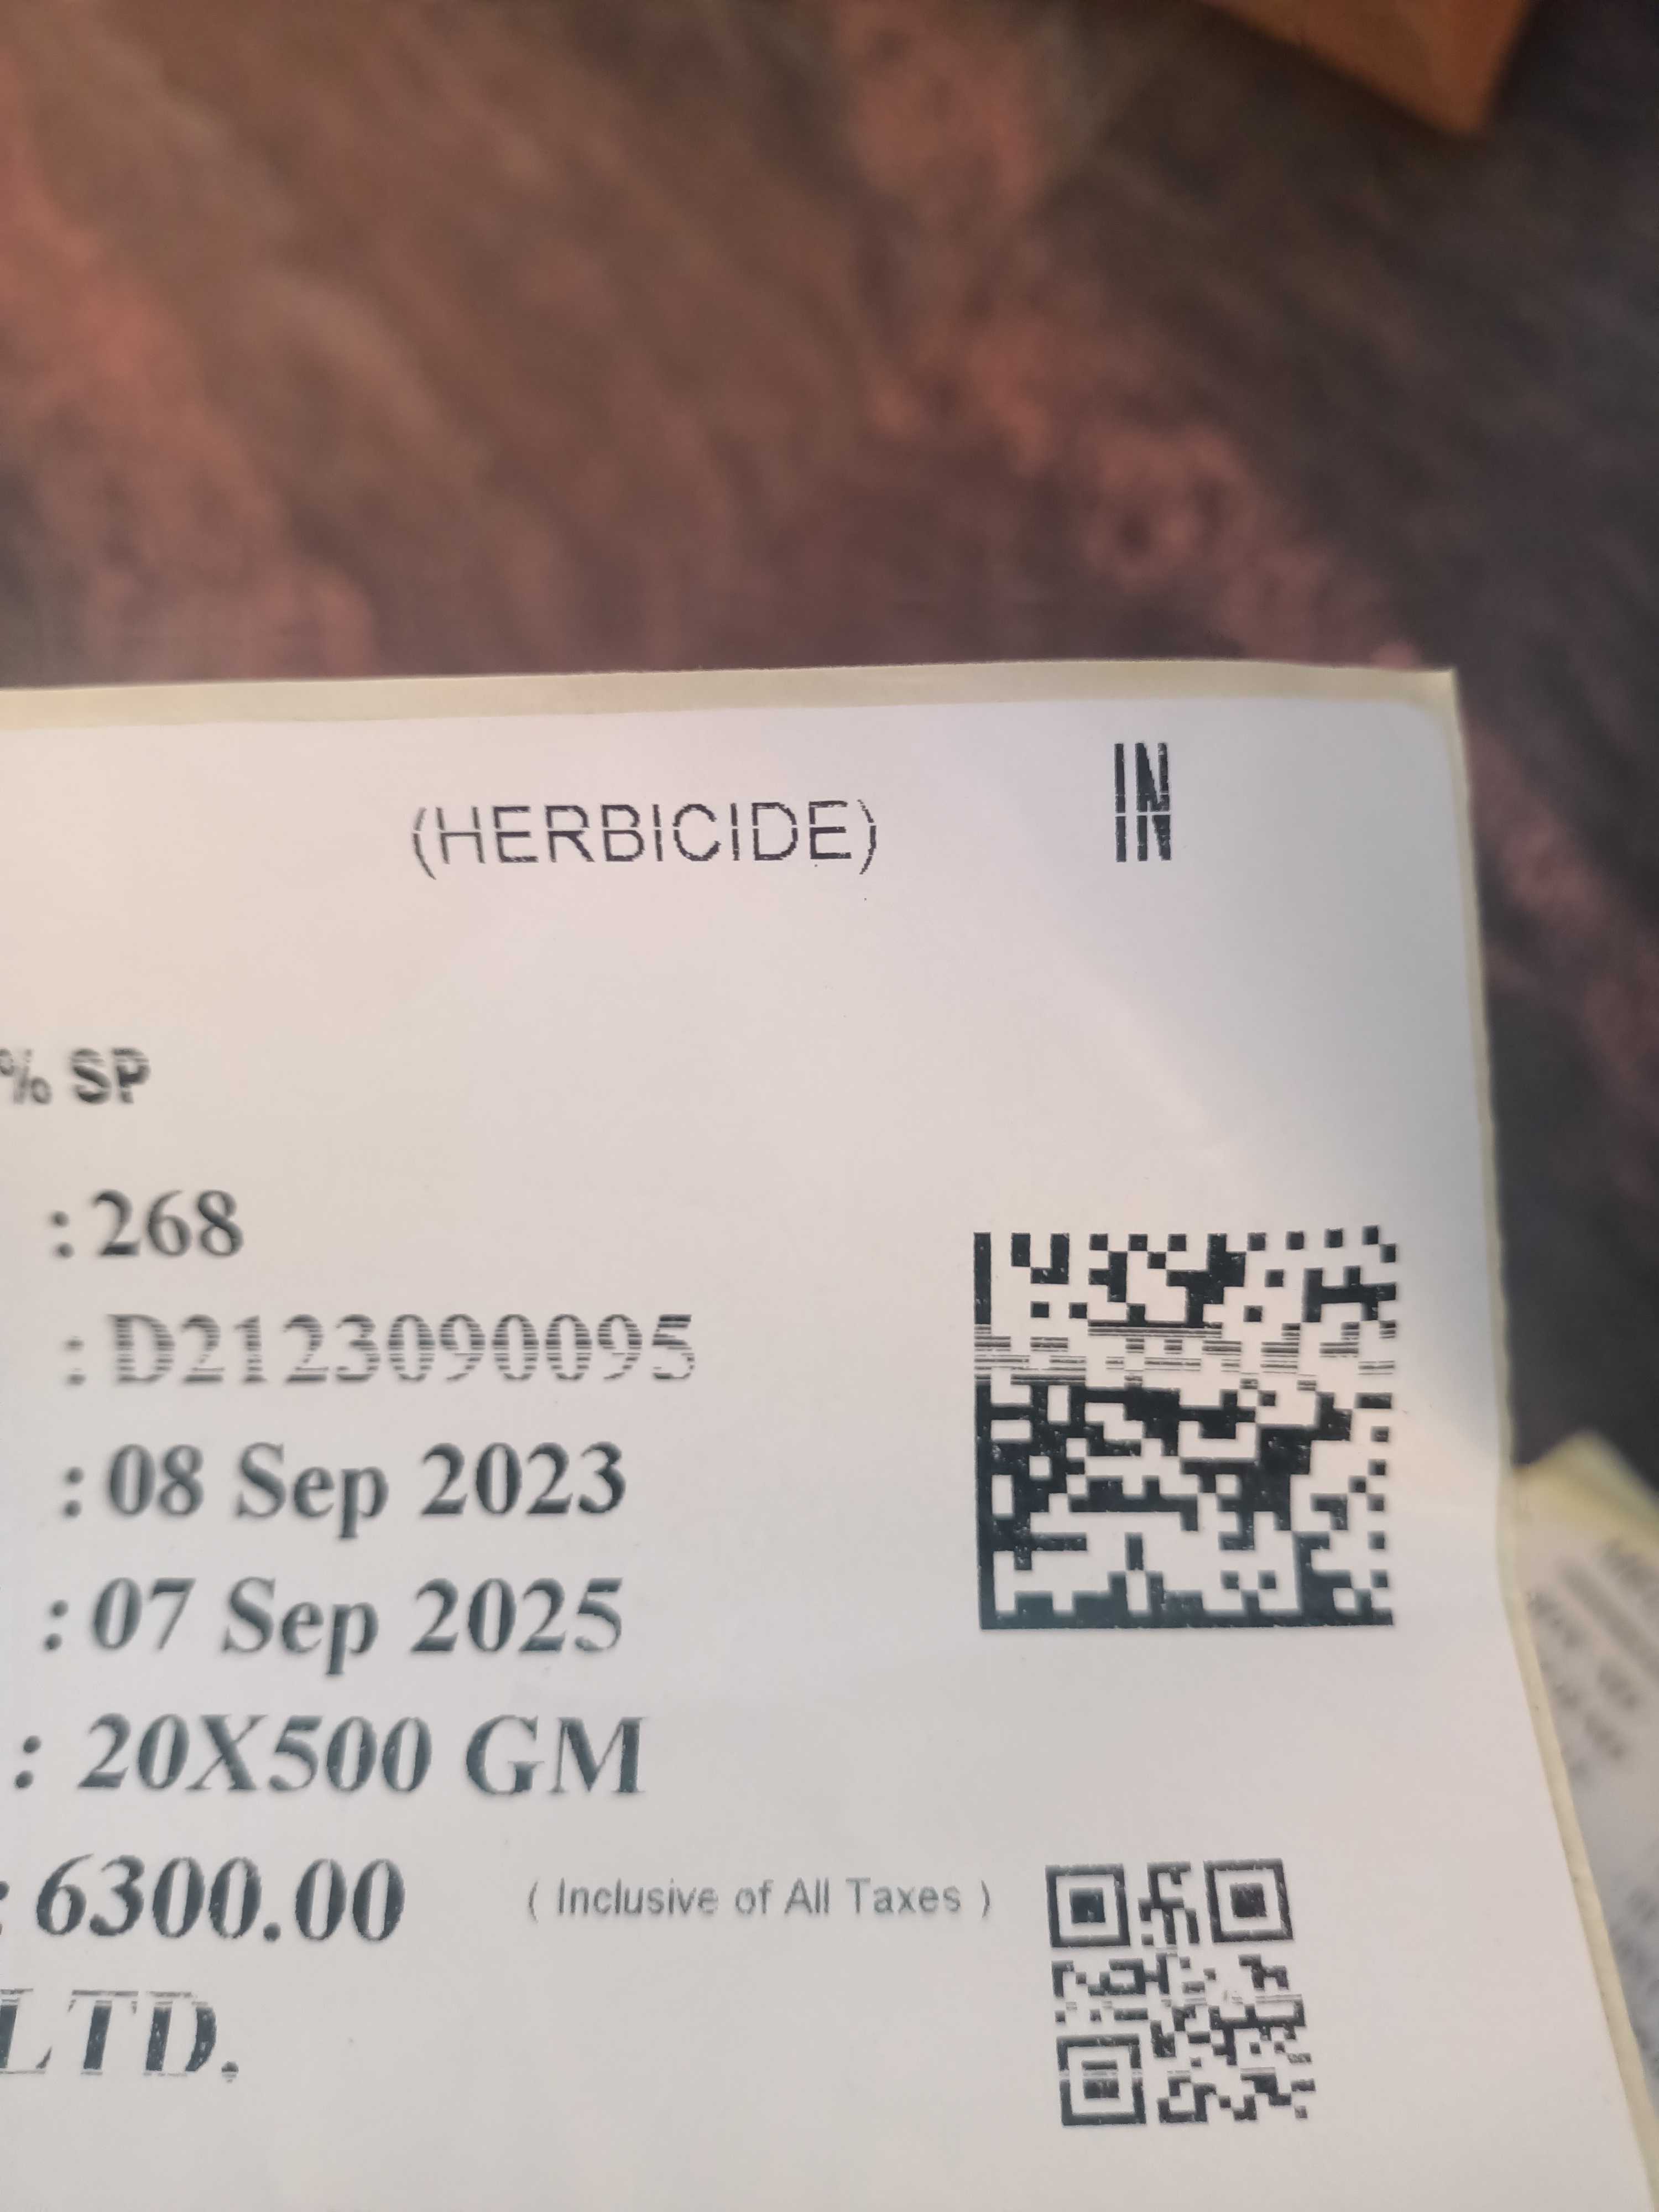 (HERBICIDE)
IN
% SP
: 268
: D2123090095
: 08 Sep 2023
: 07 Sep 2025
: 20X500 GM
: 6300.00 ( Inclusive of All Taxes )
LTD.